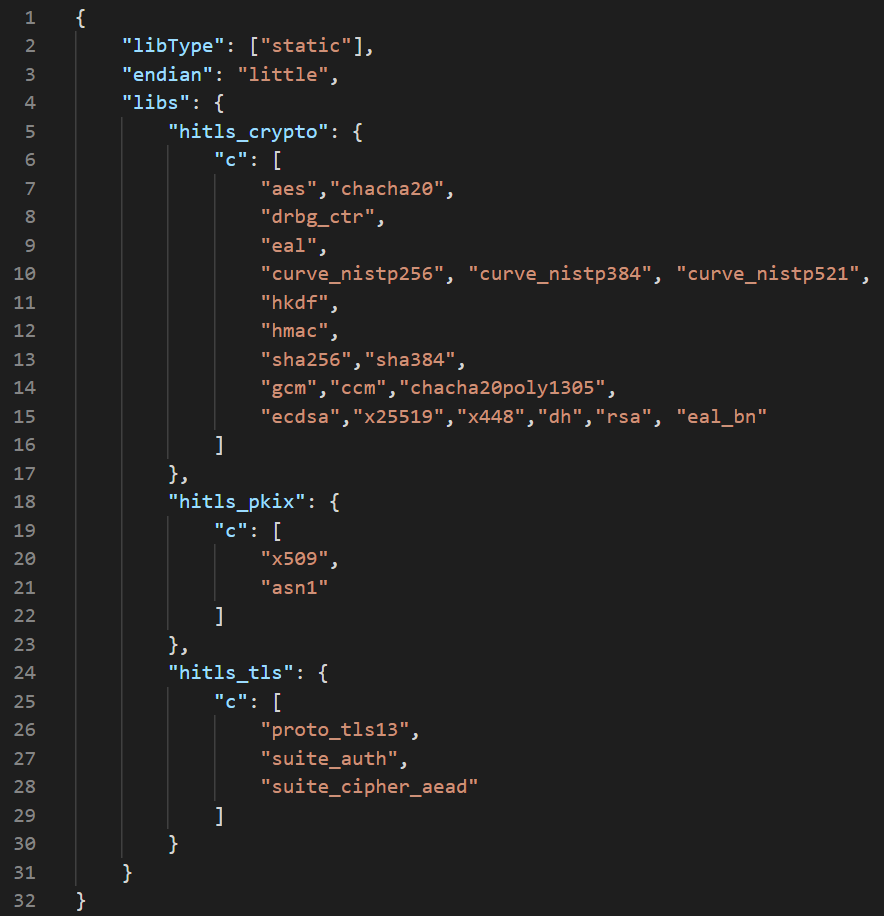 1 {
2     "libType": ["static"],
3     "endian": "little",
4     "libs": {
5         "hitls_crypto": {
6             "c": [
7                 "aes","chacha20",
8                 "drbg_ctr",
9                 "eal",
10                 "curve_nistp256", "curve_nistp384", "curve_nistp521",
11                 "hkdf",
12                 "hmac",
13                 "sha256","sha384",
14                 "gcm","ccm","chacha20poly1305",
15                 "ecdsa","x25519","x448","dh","rsa", "eal_bn"
16             ]
17         },
18         "hitls_pkix": {
19             "c": [
20                 "x509",
21                 "asn1"
22             ]
23         },
24         "hitls_tls": {
25             "c": [
26                 "proto_tls13",
27                 "suite_auth",
28                 "suite_cipher_aead"
29             ]
30         }
31     }
32 }